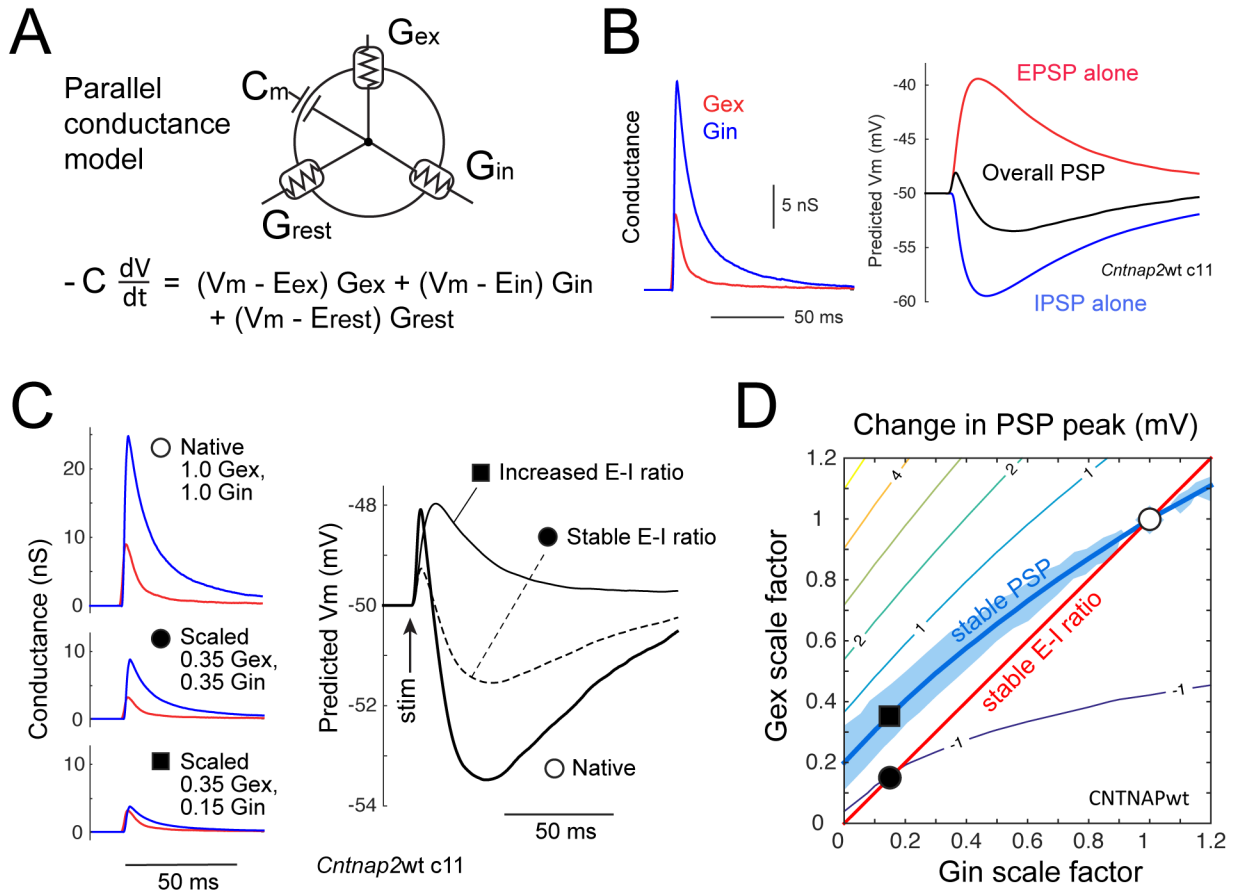 A
Parallel
conductance
model
Gex
Cm
Gin
Grest
- C dV/dt = (Vm - Eex) Gex + (Vm - Ein) Gin
+ (Vm - Erest) Grest
B
Conductance
Gex
Gin
5 nS
50 ms
Predicted Vm (mV)
-40
-45
-50
-55
-60
EPSP alone
Overall PSP
Cntnap2wt c11
IPSP alone
C
Conductance (nS)
20
10
0
Native
1.0 Gex,
1.0 Gin
10
0
Scaled
0.35 Gex,
0.35 Gin
10
0
Scaled
0.35 Gex,
0.15 Gin
50 ms
Predicted Vm (mV)
-48
-50
-52
-54
Increased E-I ratio
Stable E-I ratio
stim
Native
50 ms
Cntnap2wt c11
D
Change in PSP peak (mV)
Gex scale factor
1.2
1
0.8
0.6
0.4
0.2
0
4
2
1
2
1
-1
-1
stable PSP
stable E-I ratio
CNTNAPwt
0
0.2
0.4
0.6
0.8
1
1.2
Gin scale factor